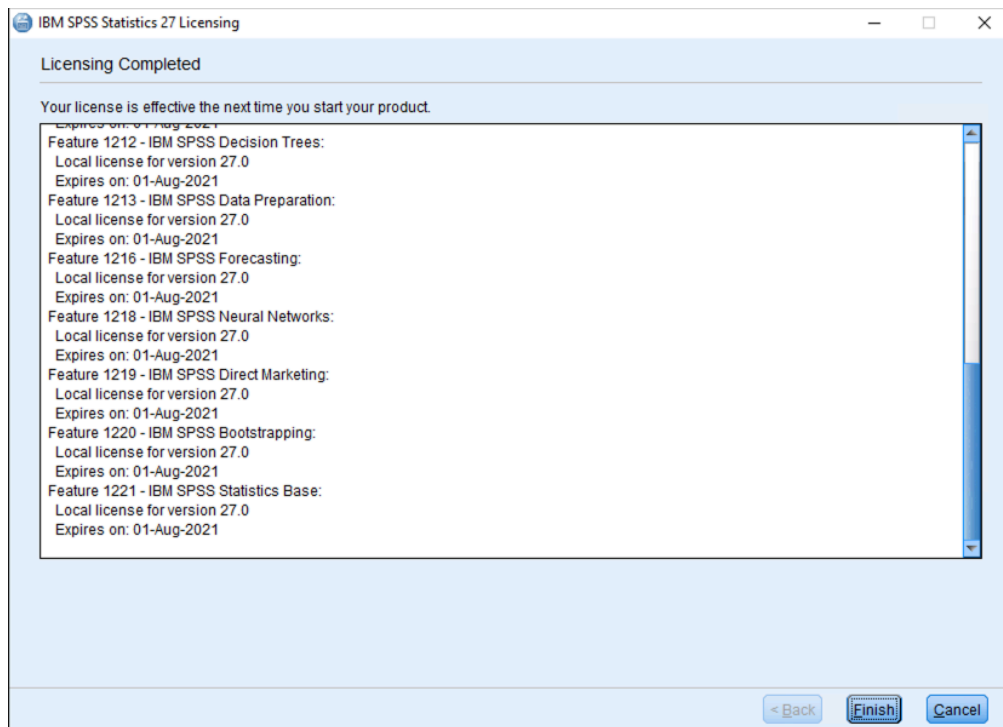 IBM SPSS Statistics 27 Licensing
Licensing Completed
Your license is effective the next time you start your product.
Expires on: 01-Aug-2021
Feature 1212 - IBM SPSS Decision Trees:
Local license for version 27.0
Expires on: 01-Aug-2021
Feature 1213 - IBM SPSS Data Preparation:
Local license for version 27.0
Expires on: 01-Aug-2021
Feature 1216 - IBM SPSS Forecasting:
Local license for version 27.0
Expires on: 01-Aug-2021
Feature 1218 - IBM SPSS Neural Networks:
Local license for version 27.0
Expires on: 01-Aug-2021
Feature 1219 - IBM SPSS Direct Marketing:
Local license for version 27.0
Expires on: 01-Aug-2021
Feature 1220 - IBM SPSS Bootstrapping:
Local license for version 27.0
Expires on: 01-Aug-2021
Feature 1221 - IBM SPSS Statistics Base:
Local license for version 27.0
Expires on: 01-Aug-2021
< Back Finish Cancel